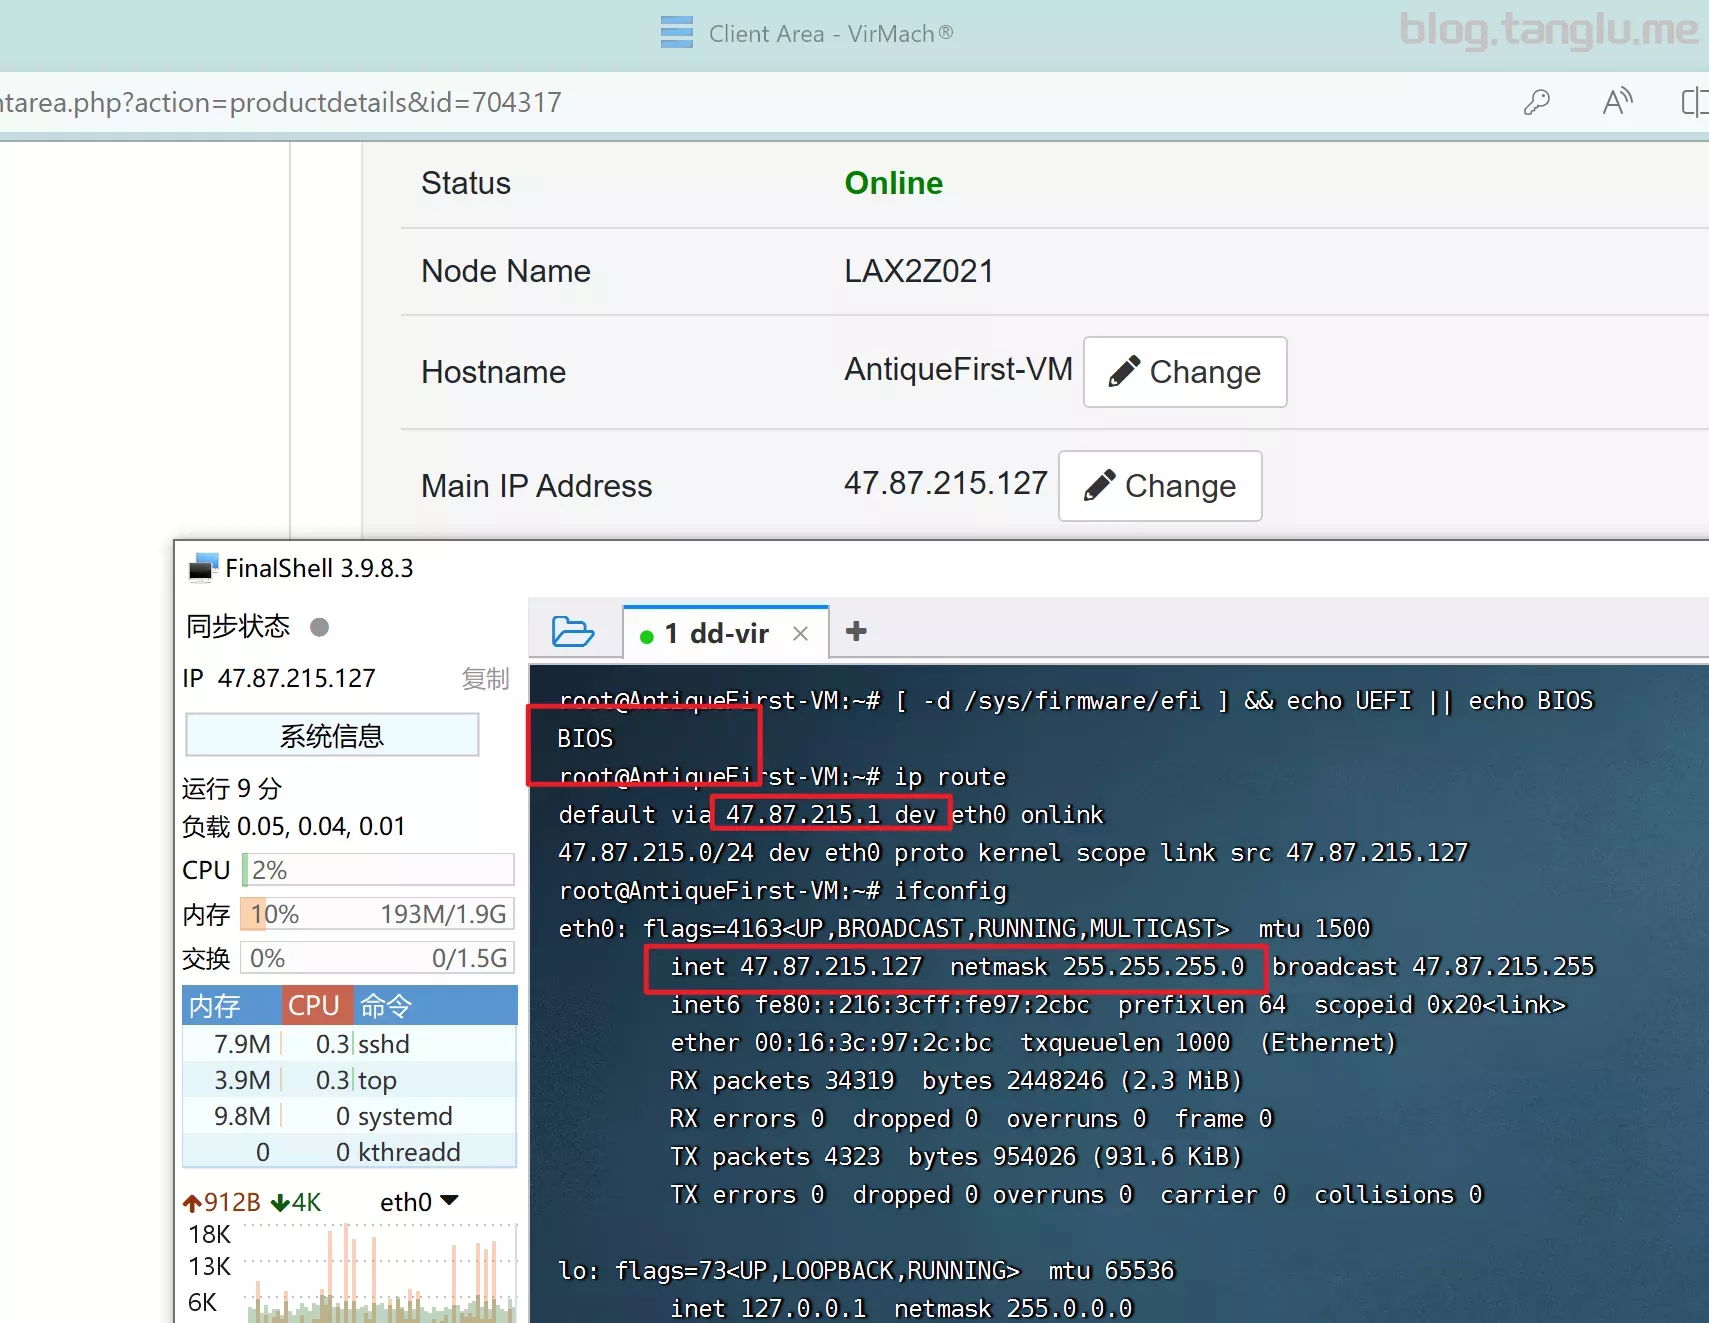 Client Area - VirMach®
blog.tanglu.me
ntarea.php?action=productdetails&id=704317
Status Online
Node Name LAX2Z021
Hostname AntiqueFirst-VM Change
Main IP Address 47.87.215.127 Change
FinalShell 3.9.8.3
同步状态
IP 47.87.215.127 复制
系统信息
运行 9 分
负载 0.05, 0.04, 0.01
CPU 2%
内存 10% 193M/1.9G
交换 0% 0/1.5G
内存 CPU 命令
7.9M 0.3 sshd
3.9M 0.3 top
9.8M 0 systemd
0 0 kthreadd
912B 4K eth0
18K
13K
6K
1 dd-vir
root@AntiqueFirst-VM:~# [ -d /sys/firmware/efi ] && echo UEFI || echo BIOS
BIOS
root@AntiqueFirst-VM:~# ip route
default via 47.87.215.1 dev eth0 onlink
47.87.215.0/24 dev eth0 proto kernel scope link src 47.87.215.127
root@AntiqueFirst-VM:~# ifconfig
eth0: flags=4163<UP,BROADCAST,RUNNING,MULTICAST> mtu 1500
inet 47.87.215.127 netmask 255.255.255.0 broadcast 47.87.215.255
inet6 fe80::216:3cff:fe97:2cbc prefixlen 64 scopeid 0x20<link>
ether 00:16:3c:97:2c:bc txqueuelen 1000 (Ethernet)
RX packets 34319 bytes 2448246 (2.3 MiB)
RX errors 0 dropped 0 overruns 0 frame 0
TX packets 4323 bytes 954026 (931.6 KiB)
TX errors 0 dropped 0 overruns 0 carrier 0 collisions 0
lo: flags=73<UP,LOOPBACK,RUNNING> mtu 65536
inet 127.0.0.1 netmask 255.0.0.0